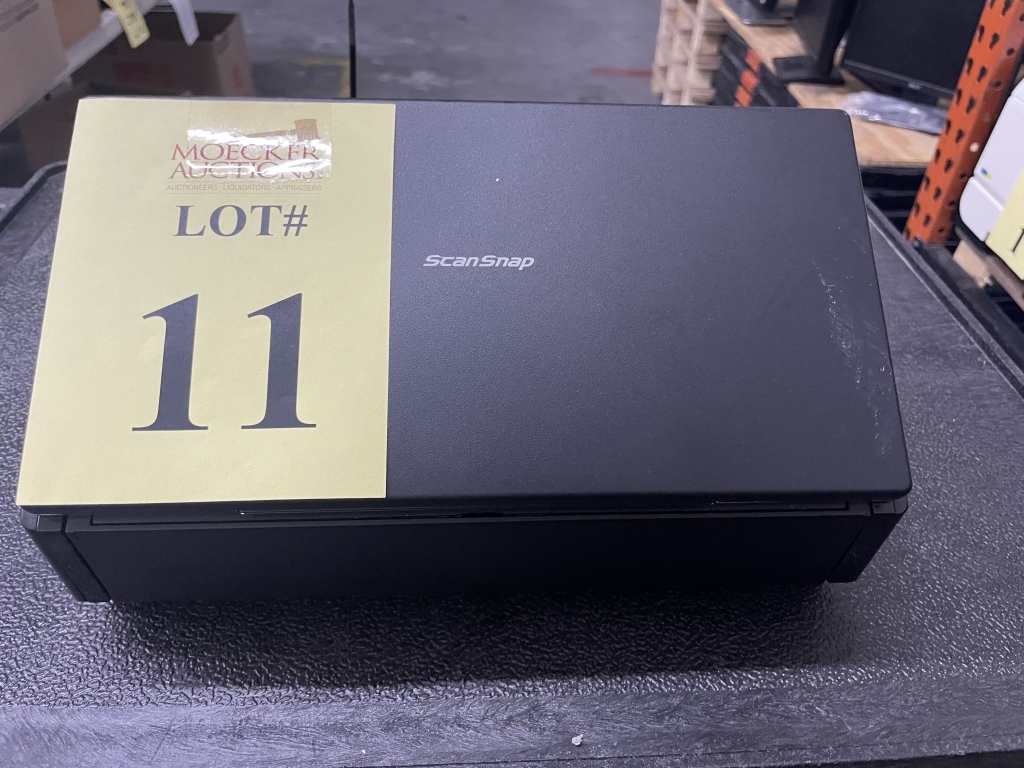 MOECKER
AUCTIONS
AUCTIONEERS · LIQUIDATORS · APPRAISERS
LOT#
11
ScanSnap